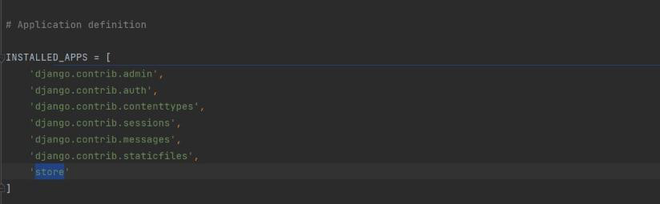 # Application definition
INSTALLED_APPS = [
'django.contrib.admin',
'django.contrib.auth',
'django.contrib.contenttypes',
'django.contrib.sessions',
'django.contrib.messages',
'django.contrib.staticfiles',
'store'
]